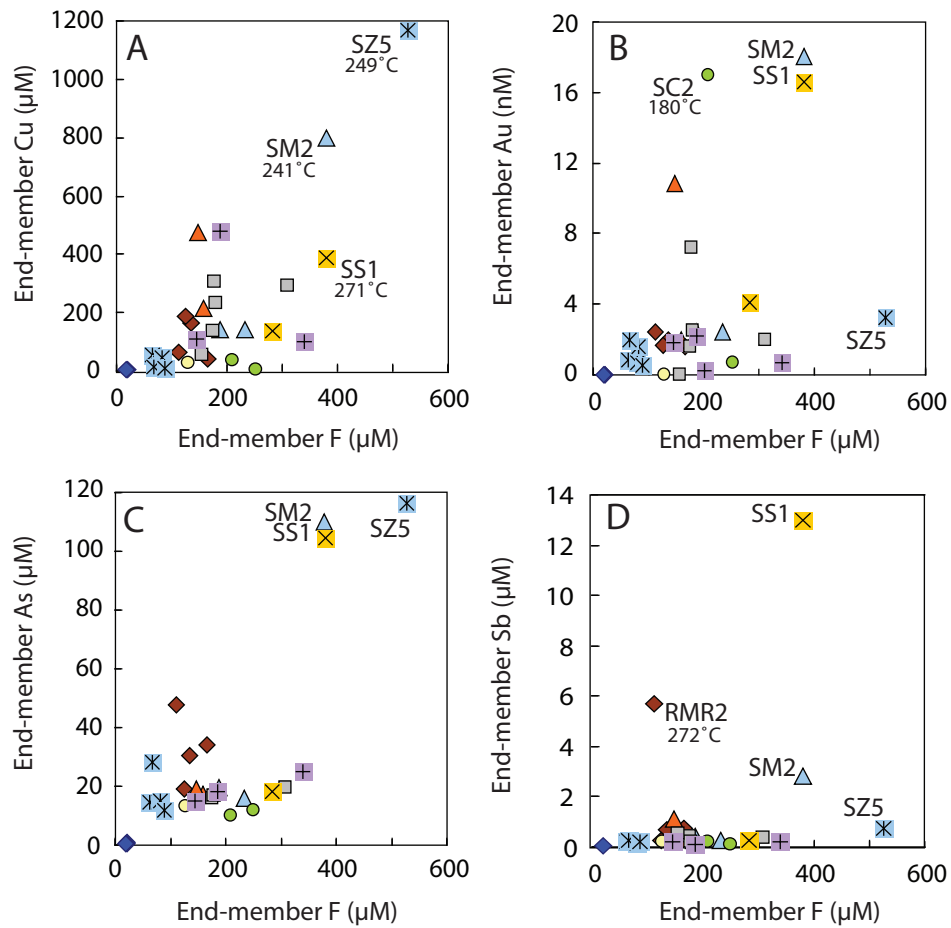 A
End-member Cu (µM)
1200
1000
800
600
400
200
0
SZ5
249˚C
SM2
241˚C
SS1
271˚C
0 200 400 600
End-member F (µM)
B
End-member Au (nM)
20
16
12
8
4
0
SM2
SS1
SC2
180˚C
SZ5
0 200 400 600
End-member F (µM)
C
End-member As (µM)
120
100
80
60
40
20
0
SM2
SS1
SZ5
0 200 400 600
End-member F (µM)
D
End-member Sb (µM)
14
12
10
8
6
4
2
0
SS1
RMR2
272˚C
SM2
SZ5
0 200 400 600
End-member F (µM)